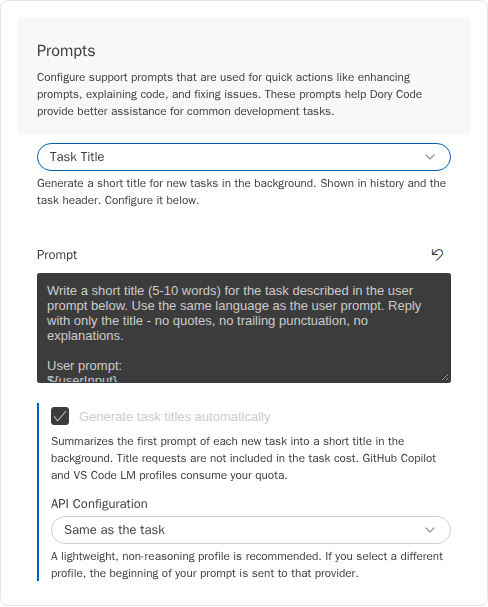 Prompts
Configure support prompts that are used for quick actions like enhancing
prompts, explaining code, and fixing issues. These prompts help Dory Code
provide better assistance for common development tasks.
Task Title
Generate a short title for new tasks in the background. Shown in history and the
task header. Configure it below.
Prompt
Write a short title (5-10 words) for the task described in the user
prompt below. Use the same language as the user prompt. Reply
with only the title - no quotes, no trailing punctuation, no
explanations.
User prompt:
${userInput}
Generate task titles automatically
Summarizes the first prompt of each new task into a short title in the
background. Title requests are not included in the task cost. GitHub Copilot
and VS Code LM profiles consume your quota.
API Configuration
Same as the task
A lightweight, non-reasoning profile is recommended. If you select a different
profile, the beginning of your prompt is sent to that provider.